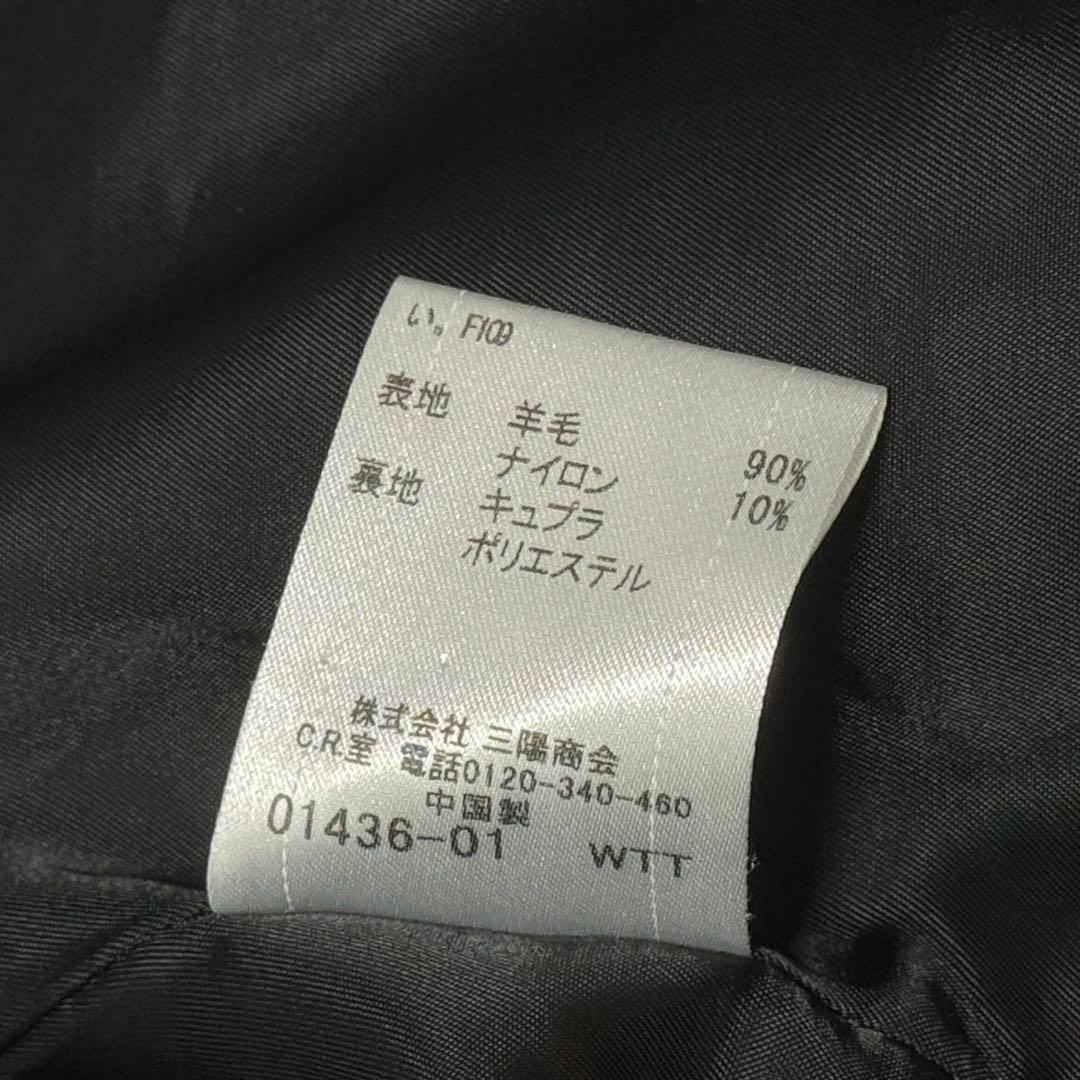 F109
表地 羊毛 90%
ナイロン 10%
裏地 キュプラ
ポリエステル
株式会社 三陽商会
C.R.室 電話0120-340-460
中国製
01436-01 WTT